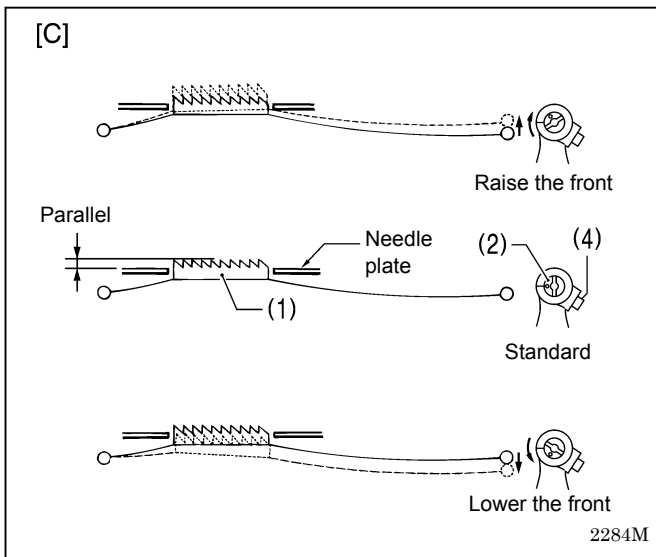 [C]
Raise the front
Parallel
Needle
plate
(2)
(4)
(1)
Standard
Lower the front
2284M